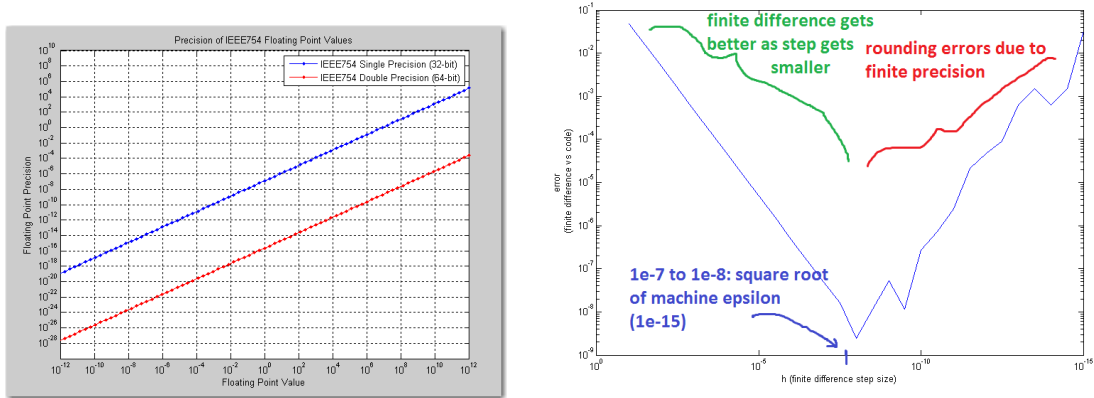 Precision of IEEE754 Floating Point Values
IEEE754 Single Precision (32-bit)
IEEE754 Double Precision (64-bit)
Floating Point Precision
10^10
10^8
10^6
10^4
10^2
10^0
10^-2
10^-4
10^-6
10^-8
10^-10
10^-12
10^-14
10^-16
10^-18
10^-20
10^-22
10^-24
10^-26
10^-28
10^-12
10^-10
10^-8
10^-6
10^-4
10^-2
10^0
10^2
10^4
10^6
10^8
10^10
10^12
Floating Point Value
finite difference gets
better as step gets
smaller
rounding errors due to
finite precision
1e-7 to 1e-8: square root
of machine epsilon
(1e-15)
error
(finite difference vs code)
10^-1
10^-2
10^-3
10^-4
10^-5
10^-6
10^-7
10^-8
10^-9
10^0
10^-5
10^-10
10^-15
h (finite difference step size)